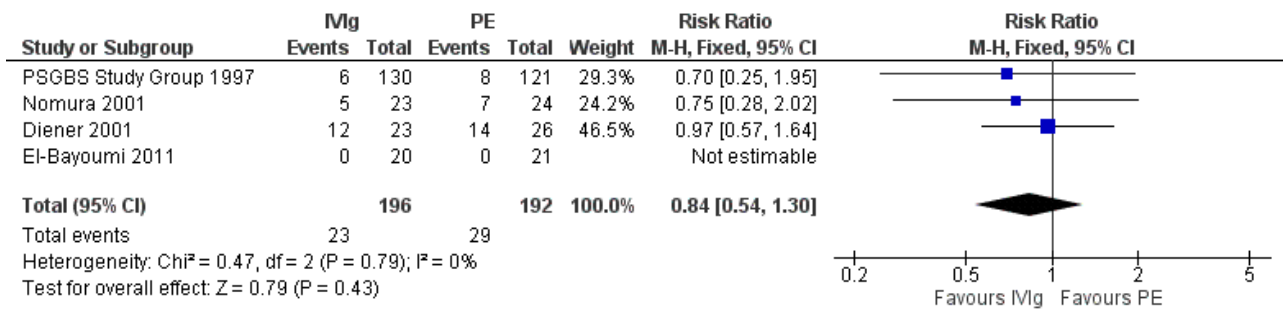 IVIg PE Risk Ratio Risk Ratio
Study or Subgroup Events Total Events Total Weight M-H, Fixed, 95% CI M-H, Fixed, 95% CI
PSGBS Study Group 1997 6 130 8 121 29.3% 0.70 [0.25, 1.95]
Nomura 2001 5 23 7 24 24.2% 0.75 [0.28, 2.02]
Diener 2001 12 23 14 26 46.5% 0.97 [0.57, 1.64]
El-Bayoumi 2011 0 20 0 21 Not estimable
Total (95% CI) 196 192 100.0% 0.84 [0.54, 1.30]
Total events 23 29
Heterogeneity: Chi² = 0.47, df = 2 (P = 0.79); I² = 0%
Test for overall effect: Z = 0.79 (P = 0.43)
0.2 0.5 1 2 5
Favours IVIg Favours PE